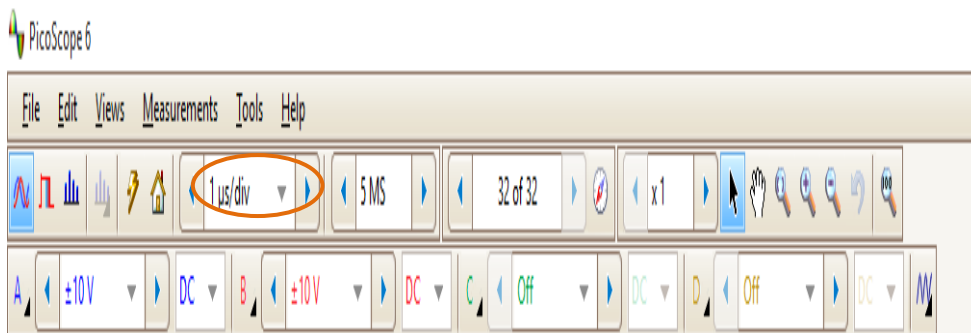 PicoScope 6
File Edit Views Measurements Tools Help
1 µs/div 5 MS 32 of 32 x 1 100
A ±10 V DC B ±10 V DC C Off DC D Off DC